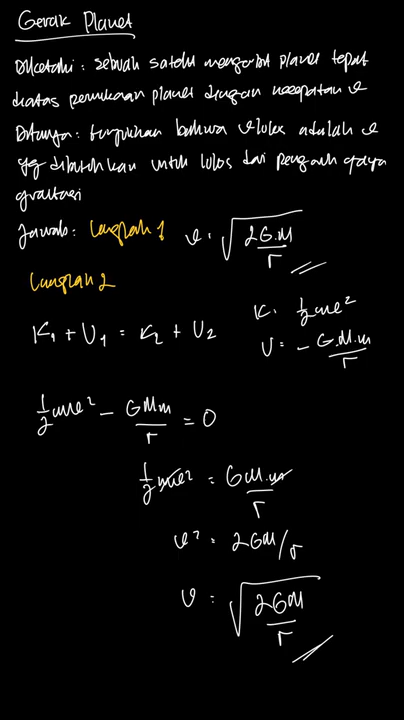 Gerak Planet
Diketahi : sebuah satelit mengorbit planet tepat
diatas permukaan planet dengan kecepatan v
Ditanya : tunjukkan bahwa v lolos adalah v
yg dibutuhkan untuk lolos dari pengaruh gaya
gravitasi
Jawab : Langkah 1 v = √(2G.M/r)
Langkah 2
K₁ + U₁ = K₂ + U₂
K = ½mv²
U = - G.M.m/r
½mv² - GMm/r = 0
½mv² = GM.m/r
v² = 2GM/r
v = √(2GM/r)